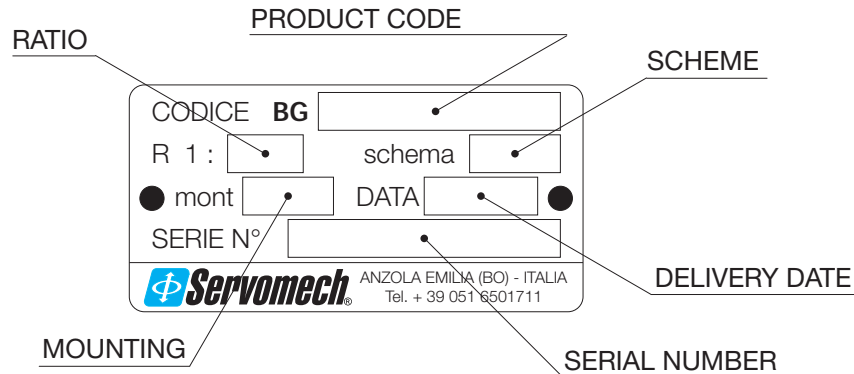 PRODUCT CODE
RATIO
SCHEME
CODICE BG
R 1 : schema
mont DATA
SERIE N°
Servomech® ANZOLA EMILIA (BO) - ITALIA
Tel. + 39 051 6501711
DELIVERY DATE
MOUNTING
SERIAL NUMBER